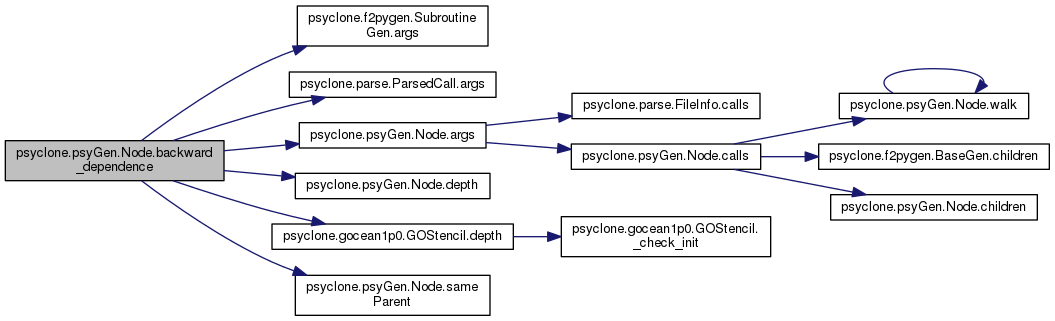 psyclone.psyGen.Node.backward
_dependence
psyclone.f2pygen.Subroutine
Gen.args
psyclone.parse.ParsedCall.args
psyclone.psyGen.Node.args
psyclone.psyGen.Node.depth
psyclone.gocean1p0.GOStencil.depth
psyclone.psyGen.Node.same
Parent
psyclone.parse.FileInfo.calls
psyclone.psyGen.Node.calls
psyclone.gocean1p0.GOStencil.
_check_init
psyclone.psyGen.Node.walk
psyclone.f2pygen.BaseGen.children
psyclone.psyGen.Node.children